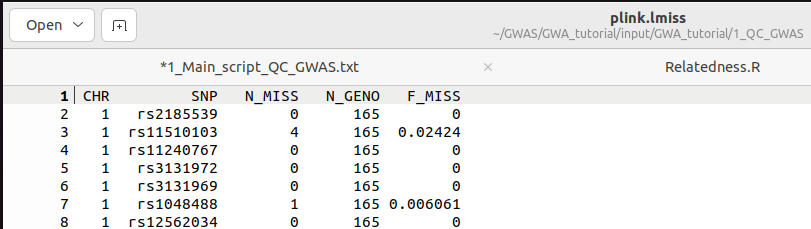 Open
plink.lmiss
~/GWAS/GWA_tutorial/input/GWA_tutorial/1_QC_GWAS
*1_Main_script_QC_GWAS.txt × Relatedness.R
1 CHR SNP N_MISS N_GENO F_MISS
2 1 rs2185539 0 165 0
3 1 rs11510103 4 165 0.02424
4 1 rs11240767 0 165 0
5 1 rs3131972 0 165 0
6 1 rs3131969 0 165 0
7 1 rs1048488 1 165 0.006061
8 1 rs12562034 0 165 0